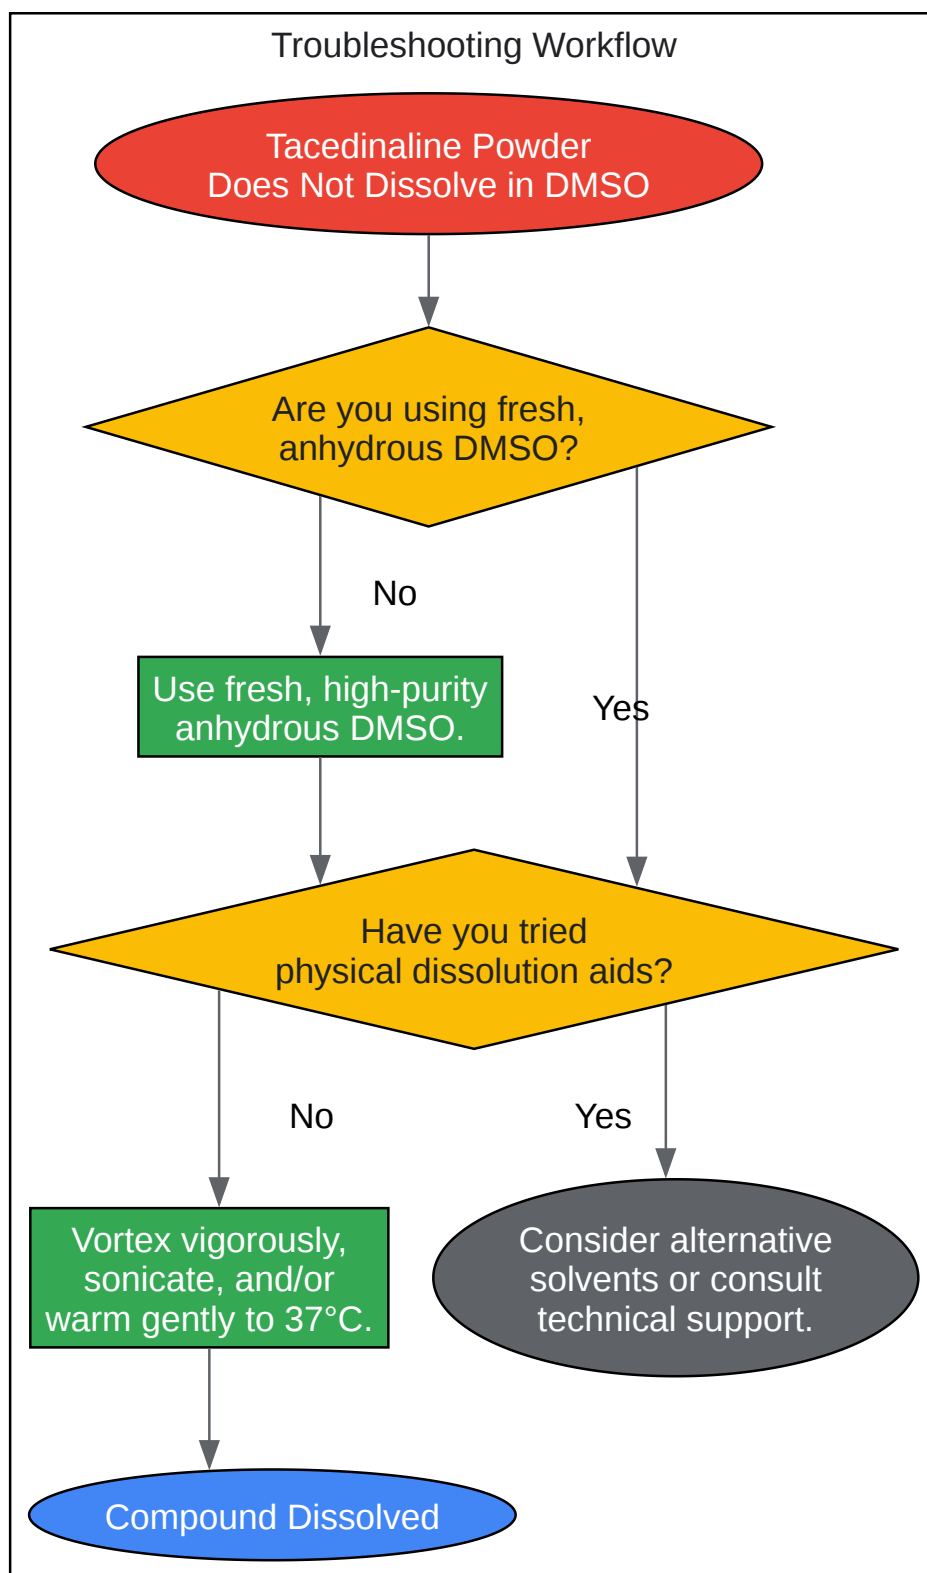 Troubleshooting Workflow
Tacedinaline Powder
Does Not Dissolve in DMSO
Are you using fresh,
anhydrous DMSO?
No
Use fresh, high-purity
anhydrous DMSO.
Yes
Have you tried
physical dissolution aids?
No
Yes
Vortex vigorously,
sonicate, and/or
warm gently to 37°C.
Consider alternative
solvents or consult
technical support.
Compound Dissolved